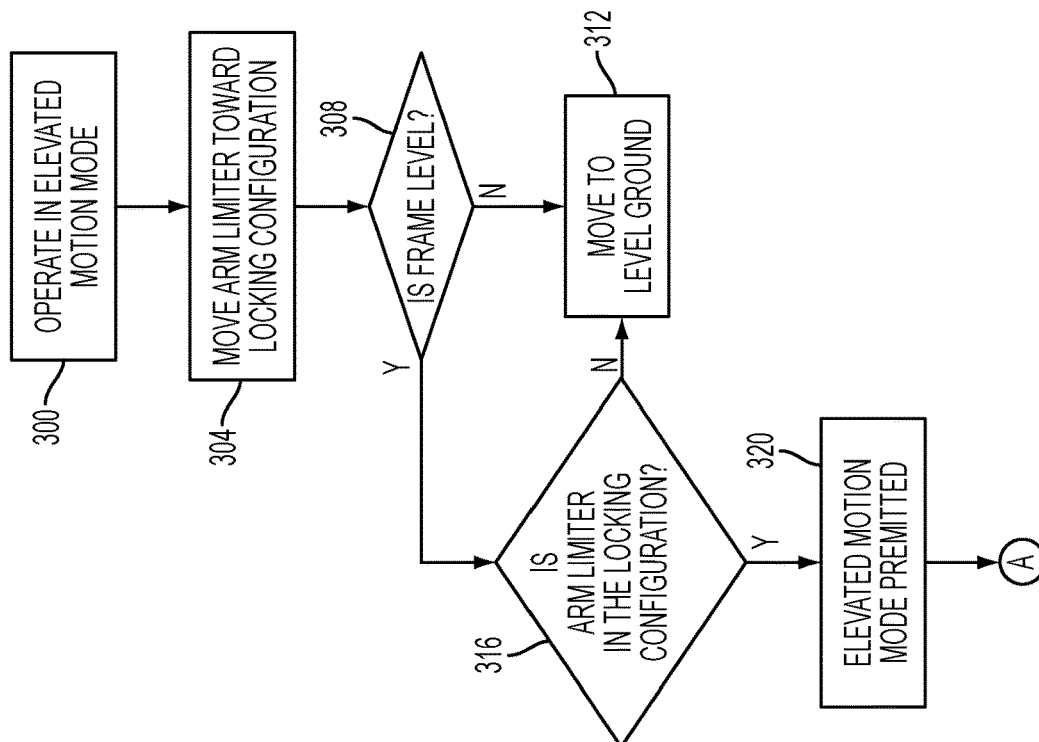 300
OPERATE IN ELEVATED
MOTION MODE
304
MOVE ARM LIMITER TOWARD
LOCKING CONFIGURATION
308
IS FRAME LEVEL?
Y
N
312
MOVE TO
LEVEL GROUND
316
IS
ARM LIMITER
IN THE LOCKING
CONFIGURATION?
N
Y
320
ELEVATED MOTION
MODE PREMITTED
A